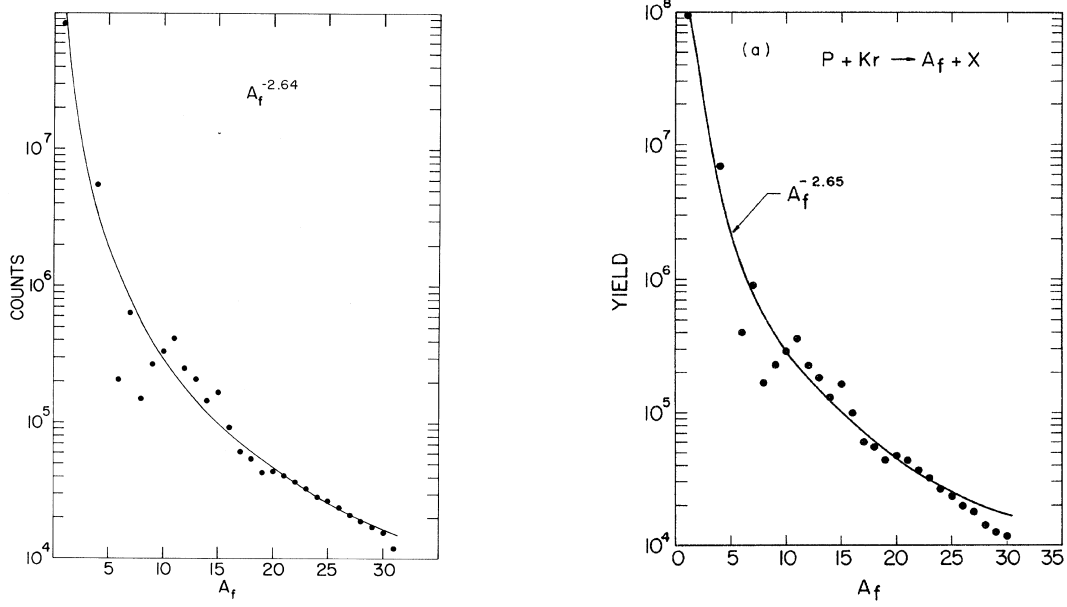 A_f^-2.64
COUNTS
10^7
10^6
10^5
10^4
5 10 15 20 25 30
A_f
(a)
P + Kr → A_f + X
A_f^-2.65
YIELD
10^8
10^7
10^6
10^5
10^4
0 5 10 15 20 25 30 35
A_f